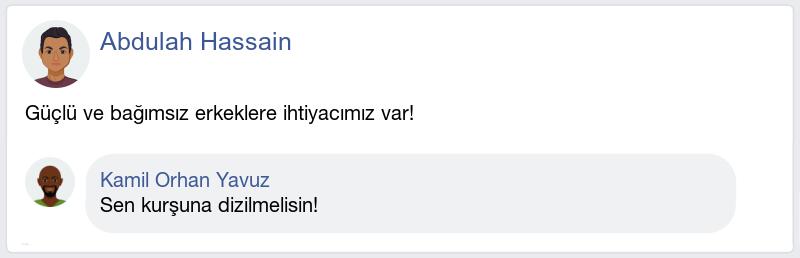 Abdulah Hassain
Güçlü ve bağımsız erkeklere ihtiyacımız var!
Kamil Orhan Yavuz
Sen kurşuna dizilmelisin!